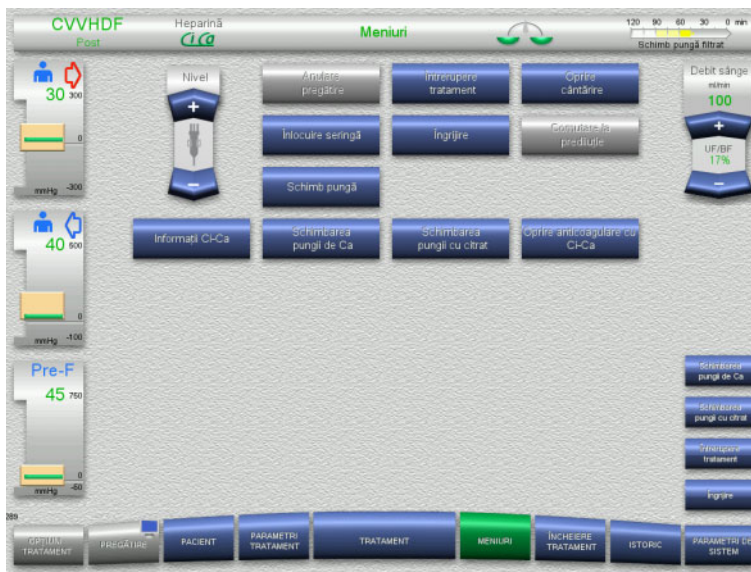 CVVHDF
Post
Heparină
CiCa
Meniuri
120 90 60 30 0 min
Schimb pungă filtrat
30 300
0
mmHg -300
40 500
0
mmHg -100
Pre-F
45 750
0
mmHg -50
Nivel
+
−
Anulare
pregătire
Întrerupere
tratament
Oprire
cântărire
Înlocuire seringă
Îngrijire
Comutare la
prediluție
Schimb pungă
Informații Ci-Ca
Schimbarea
pungii de Ca
Schimbarea
pungii cu citrat
Oprire anticoagulare cu
Ci-Ca
Debit sânge
ml/min
100
+
UF/BF
17%
−
Schimbarea
pungii de Ca
Schimbarea
pungii cu citrat
Întrerupere
tratament
Îngrijire
269
OPȚIUNI
TRATAMENT
PREGĂTIRE
PACIENT
PARAMETRI
TRATAMENT
TRATAMENT
MENIURI
ÎNCHEIERE
TRATAMENT
ISTORIC
PARAMETRI DE
SISTEM